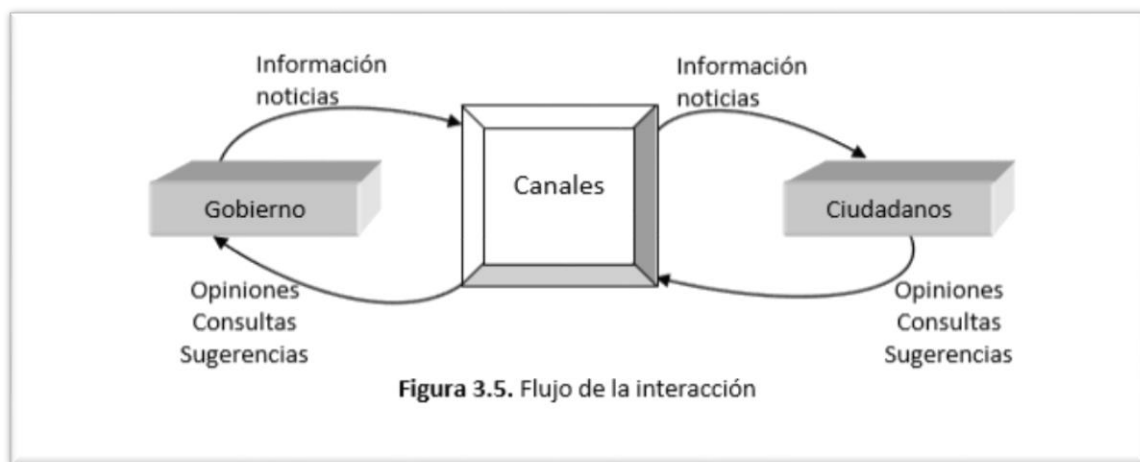 Información
noticias
Información
noticias
Canales
Gobierno
Ciudadanos
Opiniones
Consultas
Sugerencias
Opiniones
Consultas
Sugerencias
Figura 3.5. Flujo de la interacción